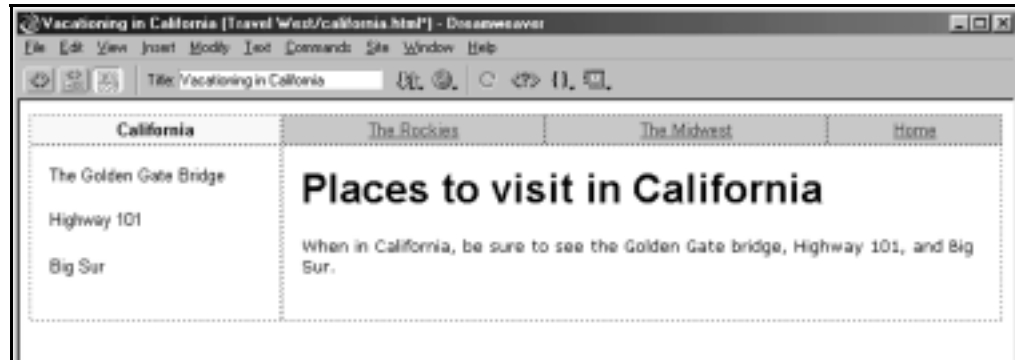 Vacationing in California (Travel West/california.html*) - Dreamweaver
File Edit View Insert Modify Text Commands Site Window Help
Title: Vacationing in California
California The Rockies The Midwest Home
The Golden Gate Bridge
Highway 101
Big Sur
Places to visit in California
When in California, be sure to see the Golden Gate bridge, Highway 101, and Big
Sur.